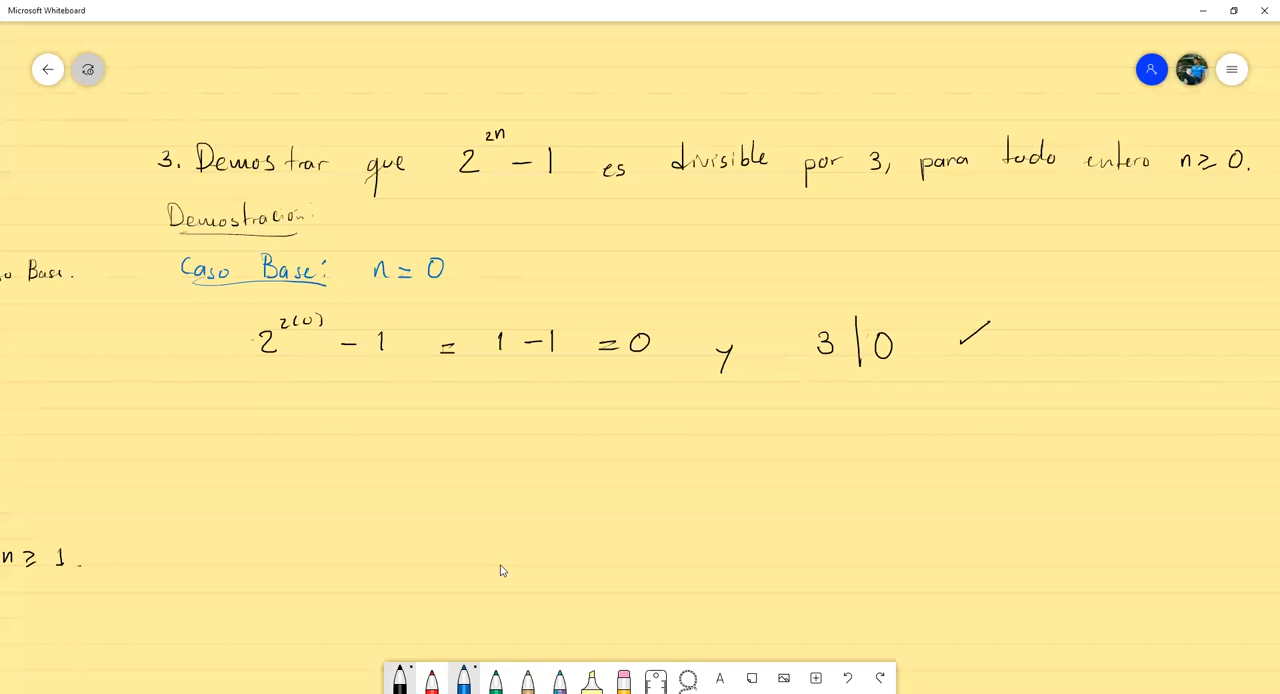 Microsoft Whiteboard
3. Demostrar que 2^{2n} - 1 es divisible por 3, para todo entero n ≥ 0.
Demostración:
Base.
Caso Base: n = 0
2^{2(0)} - 1 = 1 - 1 = 0 y 3 | 0 ✓
n ≥ 1.
A